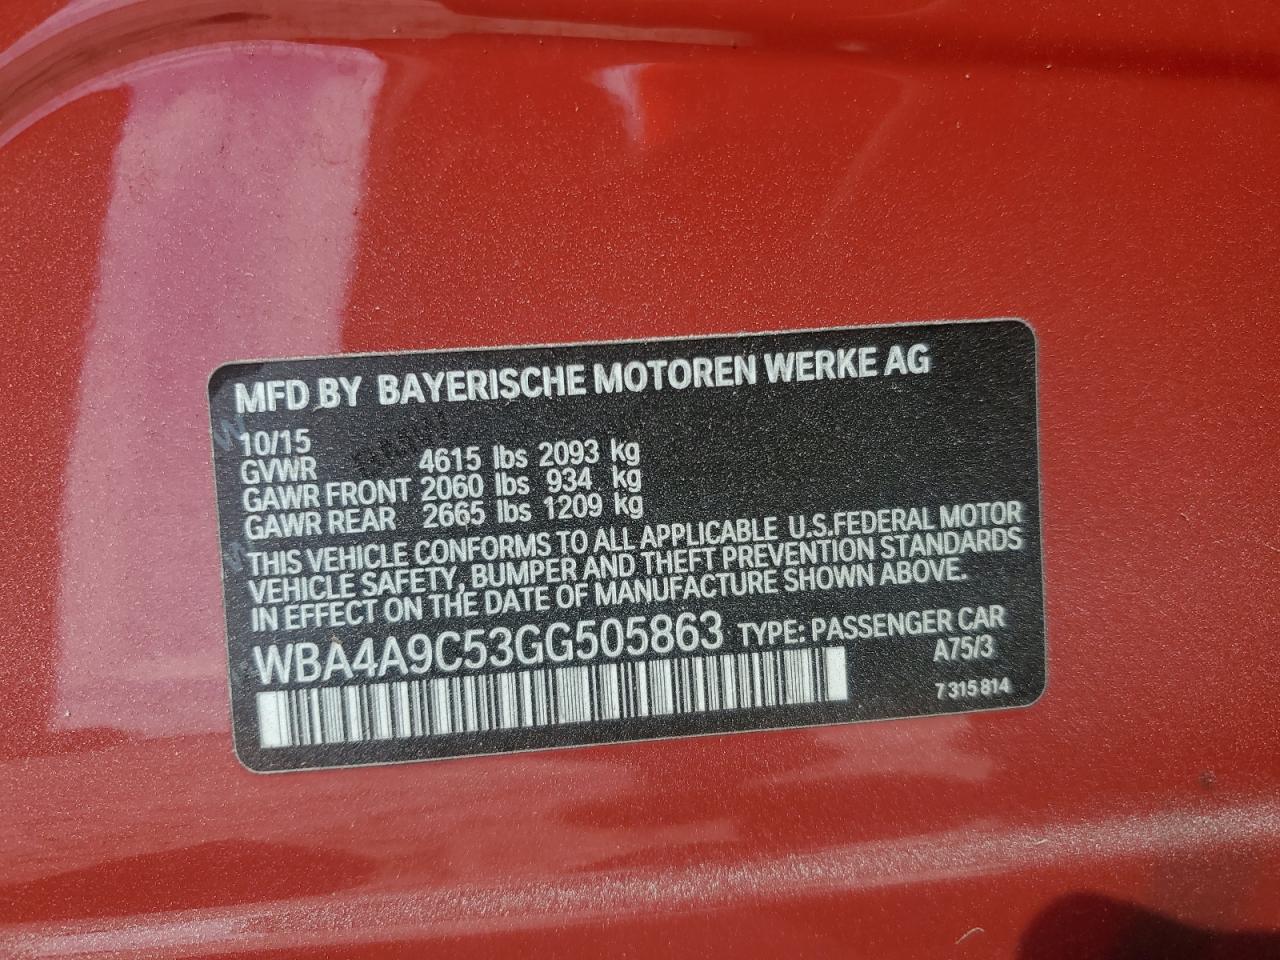 MFD BY BAYERISCHE MOTOREN WERKE AG
10/15
GVWR 4615 lbs 2093 kg
GAWR FRONT 2060 lbs 934 kg
GAWR REAR 2665 lbs 1209 kg
THIS VEHICLE CONFORMS TO ALL APPLICABLE U.S.FEDERAL MOTOR
VEHICLE SAFETY, BUMPER AND THEFT PREVENTION STANDARDS
IN EFFECT ON THE DATE OF MANUFACTURE SHOWN ABOVE.
WBA4A9C53GG505863 TYPE: PASSENGER CAR
A75/3
7 315 814